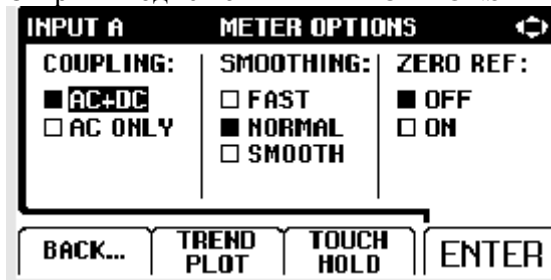 INPUT A METER OPTIONS
COUPLING: SMOOTHING: ZERO REF:
■ AC+DC □ FAST ■ OFF
□ AC ONLY ■ NORMAL □ ON
□ SMOOTH
BACK... TREND PLOT TOUCH HOLD ENTER